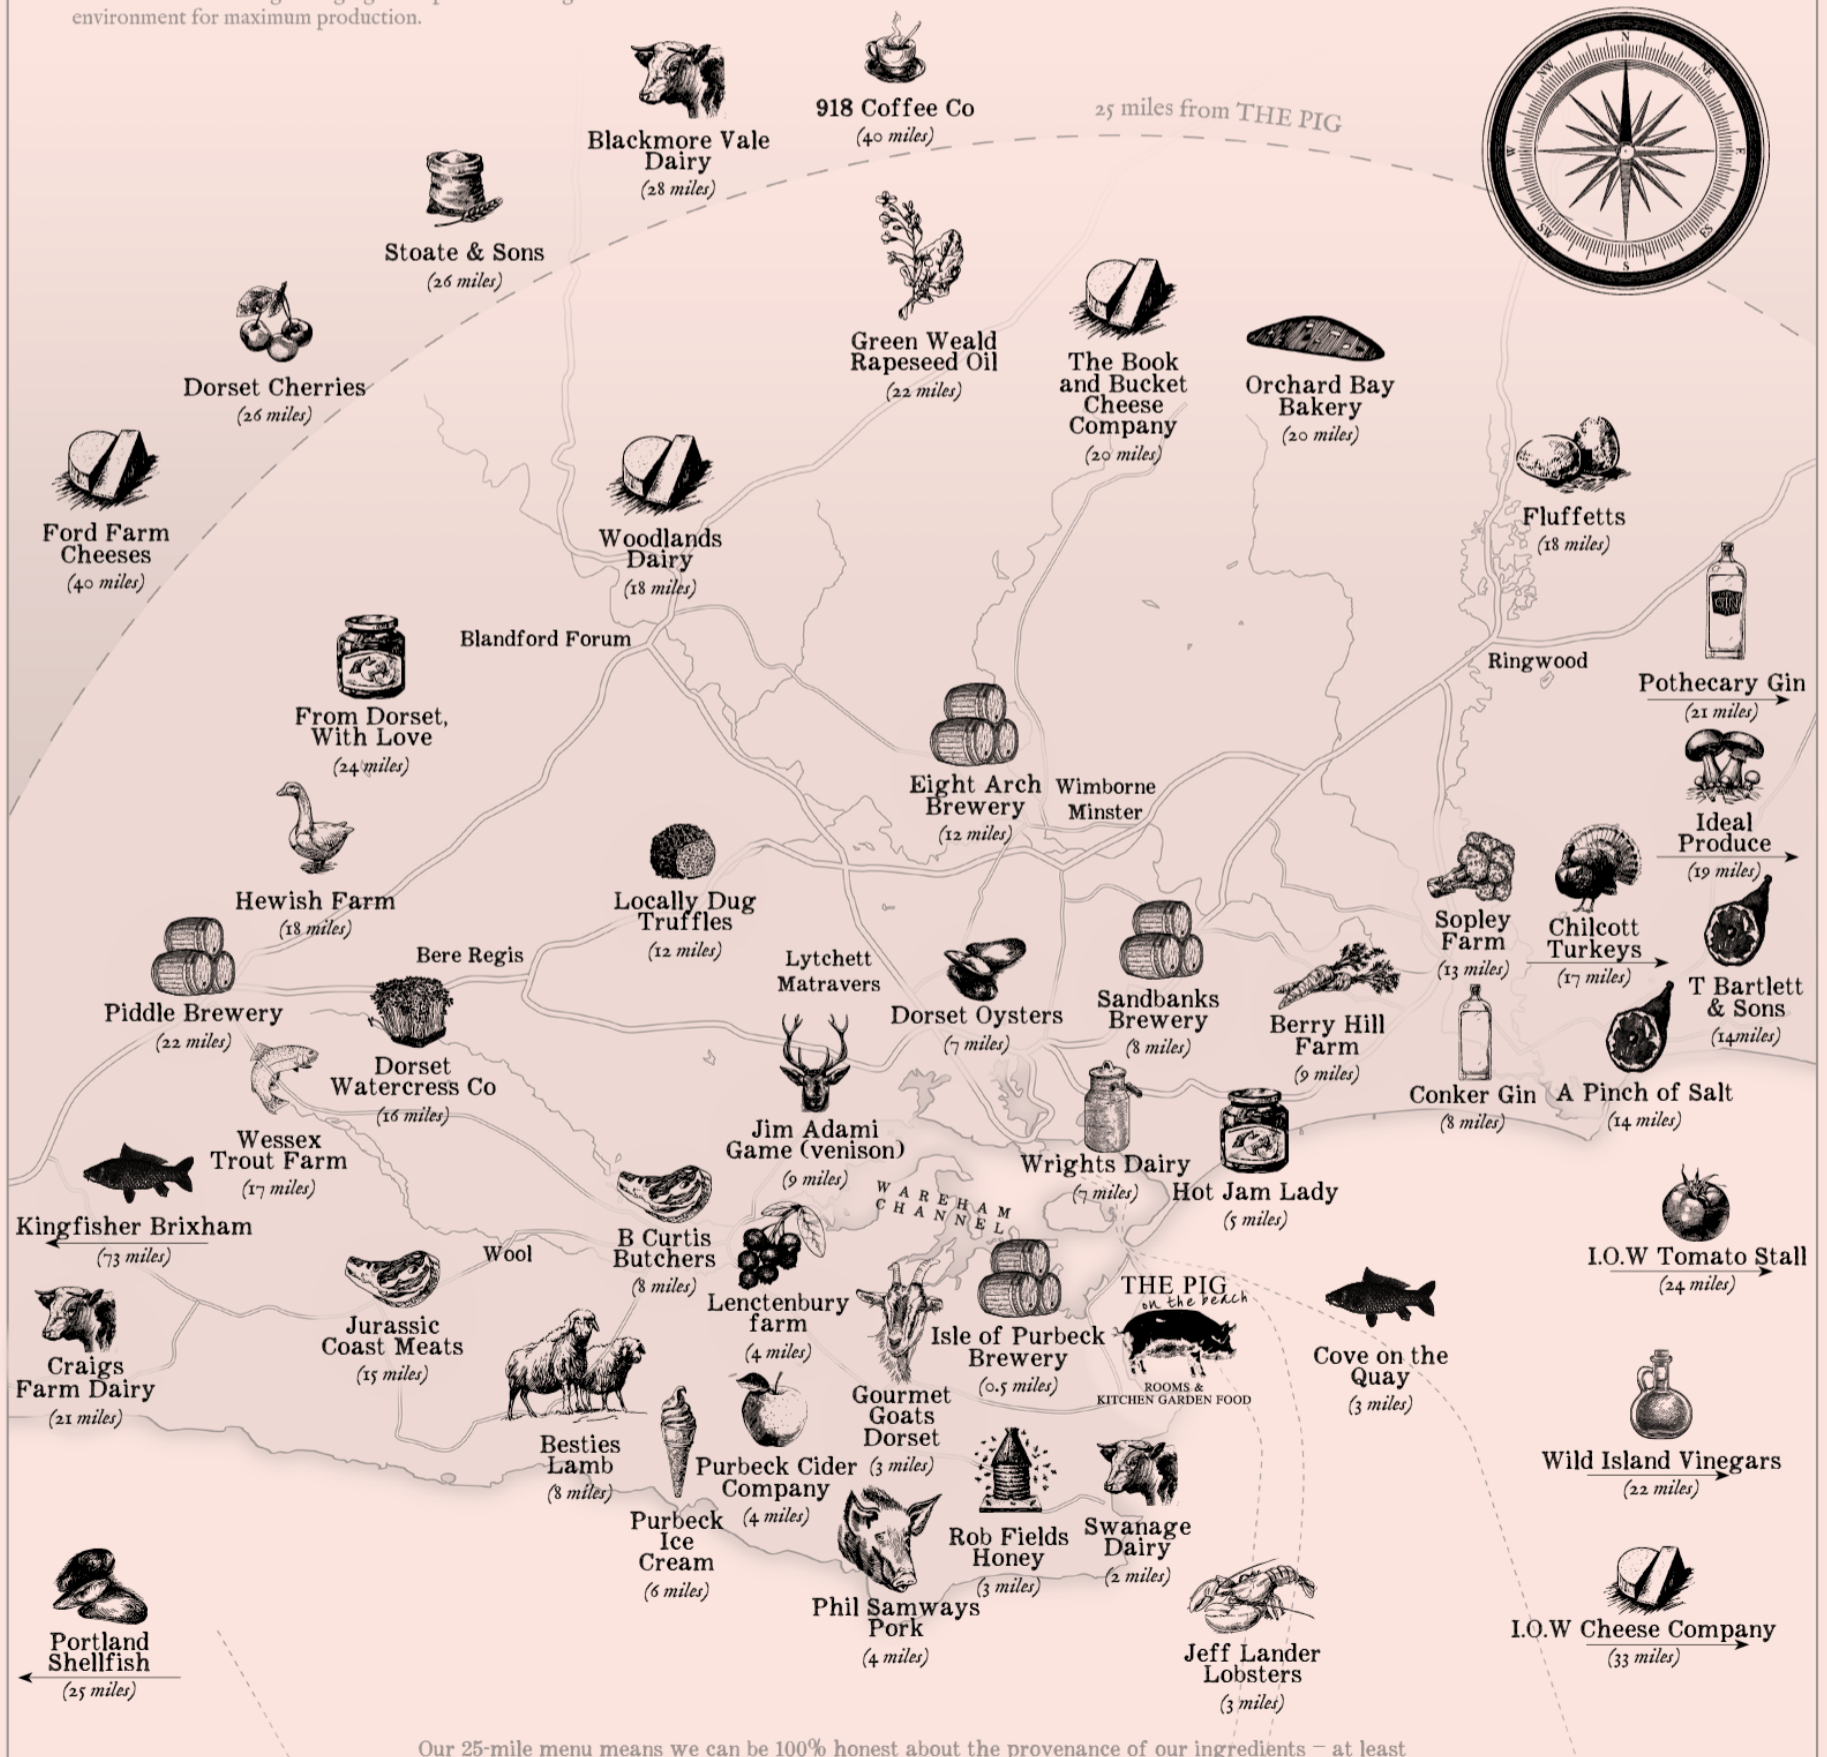 environment for maximum production.
918 Coffee Co
(40 miles)
25 miles from THE PIG
Blackmore Vale
Dairy
(28 miles)
N
NE
E
ES
S
SW
W
NW
Stoate & Sons
(26 miles)
Dorset Cherries
(26 miles)
Green Weald
Rapeseed Oil
(22 miles)
The Book
and Bucket
Cheese
Company
(20 miles)
Orchard Bay
Bakery
(20 miles)
Ford Farm
Cheeses
(40 miles)
Woodlands
Dairy
(18 miles)
Fluffetts
(18 miles)
GIN
Blandford Forum
Ringwood
Pothecary Gin
(21 miles)
From Dorset,
With Love
(24 miles)
Eight Arch
Brewery
(12 miles)
Wimborne
Minster
Ideal
Produce
(19 miles)
Hewish Farm
(18 miles)
Locally Dug
Truffles
(12 miles)
Sopley
Farm
(13 miles)
Chilcott
Turkeys
(17 miles)
Bere Regis
Lytchett
Matravers
T Bartlett
& Sons
(14miles)
Piddle Brewery
(22 miles)
Dorset Oysters
(7 miles)
Sandbanks
Brewery
(8 miles)
Berry Hill
Farm
(9 miles)
Dorset
Watercress Co
(16 miles)
Conker Gin
(8 miles)
A Pinch of Salt
(14 miles)
Wessex
Trout Farm
(17 miles)
Jim Adami
Game (venison)
(9 miles)
Wrights Dairy
(7 miles)
Hot Jam Lady
(5 miles)
WAREHAM
CHANNEL
Kingfisher Brixham
(73 miles)
Wool
B Curtis
Butchers
(8 miles)
I.O.W Tomato Stall
(24 miles)
Lenctenbury
farm
(4 miles)
THE PIG
on the beach
ROOMS &
KITCHEN GARDEN FOOD
Isle of Purbeck
Brewery
(0.5 miles)
Cove on the
Quay
(3 miles)
Craigs
Farm Dairy
(21 miles)
Jurassic
Coast Meats
(15 miles)
Gourmet
Goats
Dorset
(3 miles)
Besties
Lamb
(8 miles)
Purbeck Cider
Company
(4 miles)
Wild Island Vinegars
(22 miles)
Purbeck
Ice
Cream
(6 miles)
Rob Fields
Honey
(3 miles)
Swanage
Dairy
(2 miles)
Phil Samways
Pork
(4 miles)
Portland
Shellfish
(25 miles)
Jeff Lander
Lobsters
(3 miles)
I.O.W Cheese Company
(33 miles)
Our 25-mile menu means we can be 100% honest about the provenance of our ingredients – at least